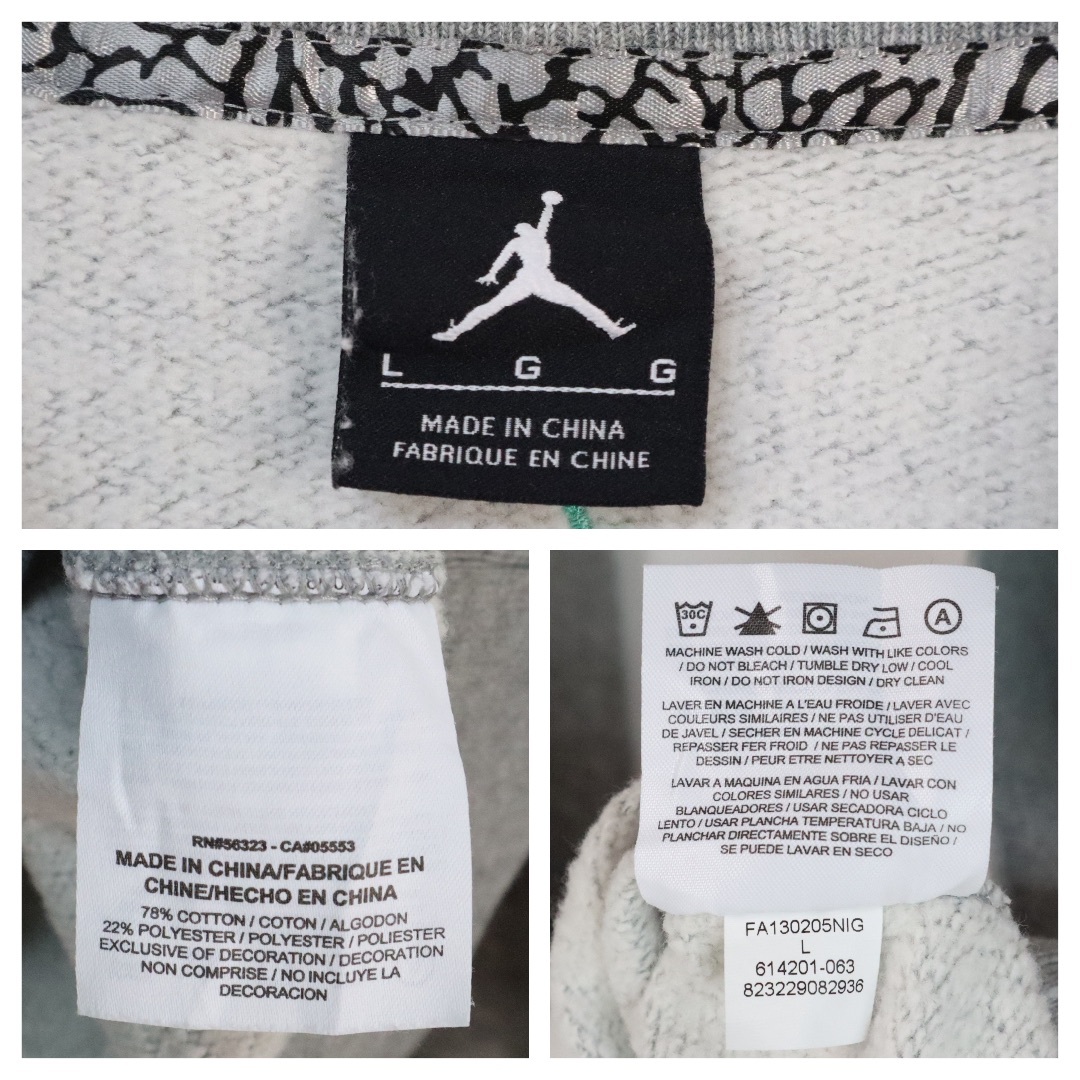 L G G
MADE IN CHINA
FABRIQUE EN CHINE
RN#56323 - CA#05553
MADE IN CHINA/FABRIQUE EN
CHINE/HECHO EN CHINA
78% COTTON / COTON / ALGODON
22% POLYESTER / POLYESTER / POLIESTER
EXCLUSIVE OF DECORATION / DECORATION
NON COMPRISE / NO INCLUYE LA
DECORACION
30C A
MACHINE WASH COLD / WASH WITH LIKE COLORS
/ DO NOT BLEACH / TUMBLE DRY LOW / COOL
IRON / DO NOT IRON DESIGN / DRY CLEAN
LAVER EN MACHINE A L'EAU FROIDE / LAVER AVEC
COULEURS SIMILAIRES / NE PAS UTILISER D'EAU
DE JAVEL / SECHER EN MACHINE CYCLE DELICAT /
REPASSER FER FROID / NE PAS REPASSER LE
DESSIN / PEUR ETRE NETTOYER A SEC
LAVAR A MAQUINA EN AGUA FRIA / LAVAR CON
COLORES SIMILARES / NO USAR
BLANQUEADORES / USAR SECADORA CICLO
LENTO / USAR PLANCHA TEMPERATURA BAJA / NO
PLANCHAR DIRECTAMENTE SOBRE EL DISEÑO /
SE PUEDE LAVAR EN SECO
FA130205NIG
L
614201-063
823229082936